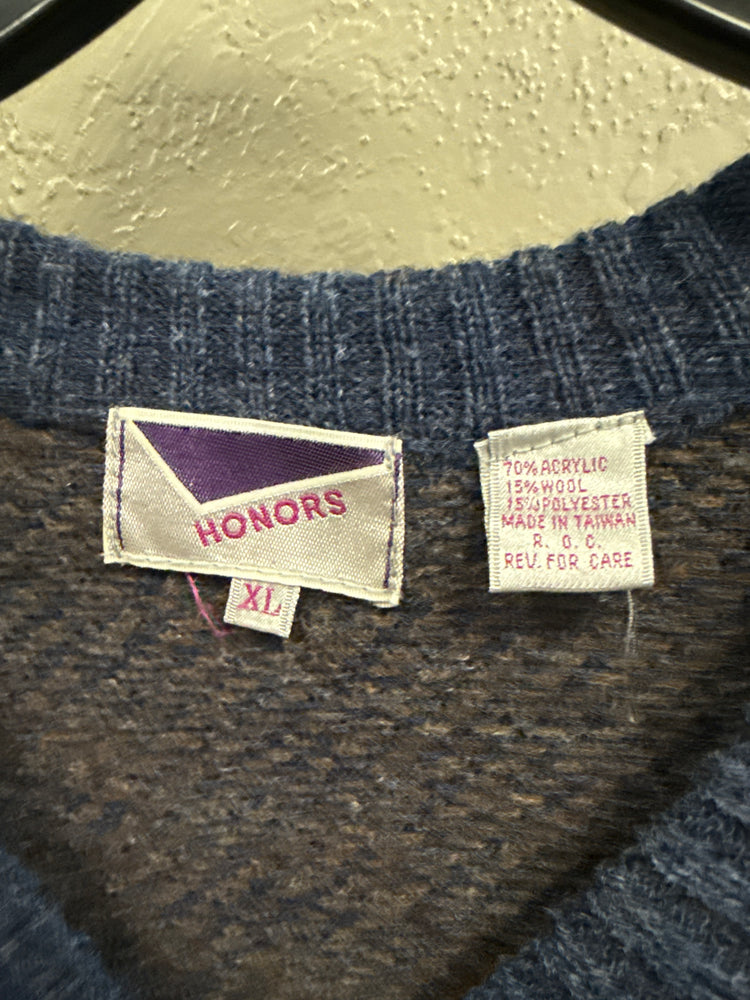 HONORS
XL
70% ACRYLIC
15% WOOL
15% POLYESTER
MADE IN TAIWAN
R. O. C.
REV. FOR CARE